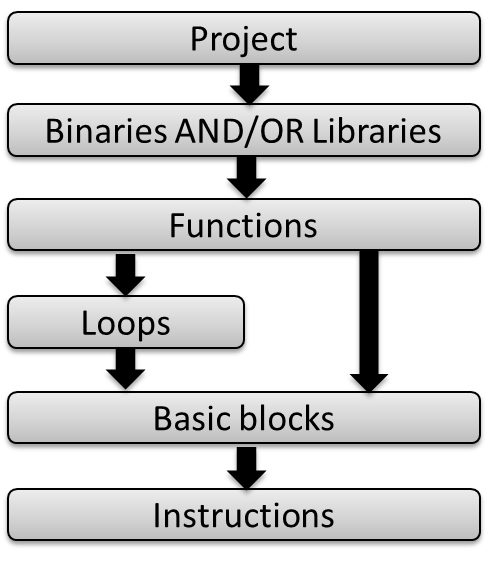 Project
Binaries AND/OR Libraries
Functions
Loops
Basic blocks
Instructions